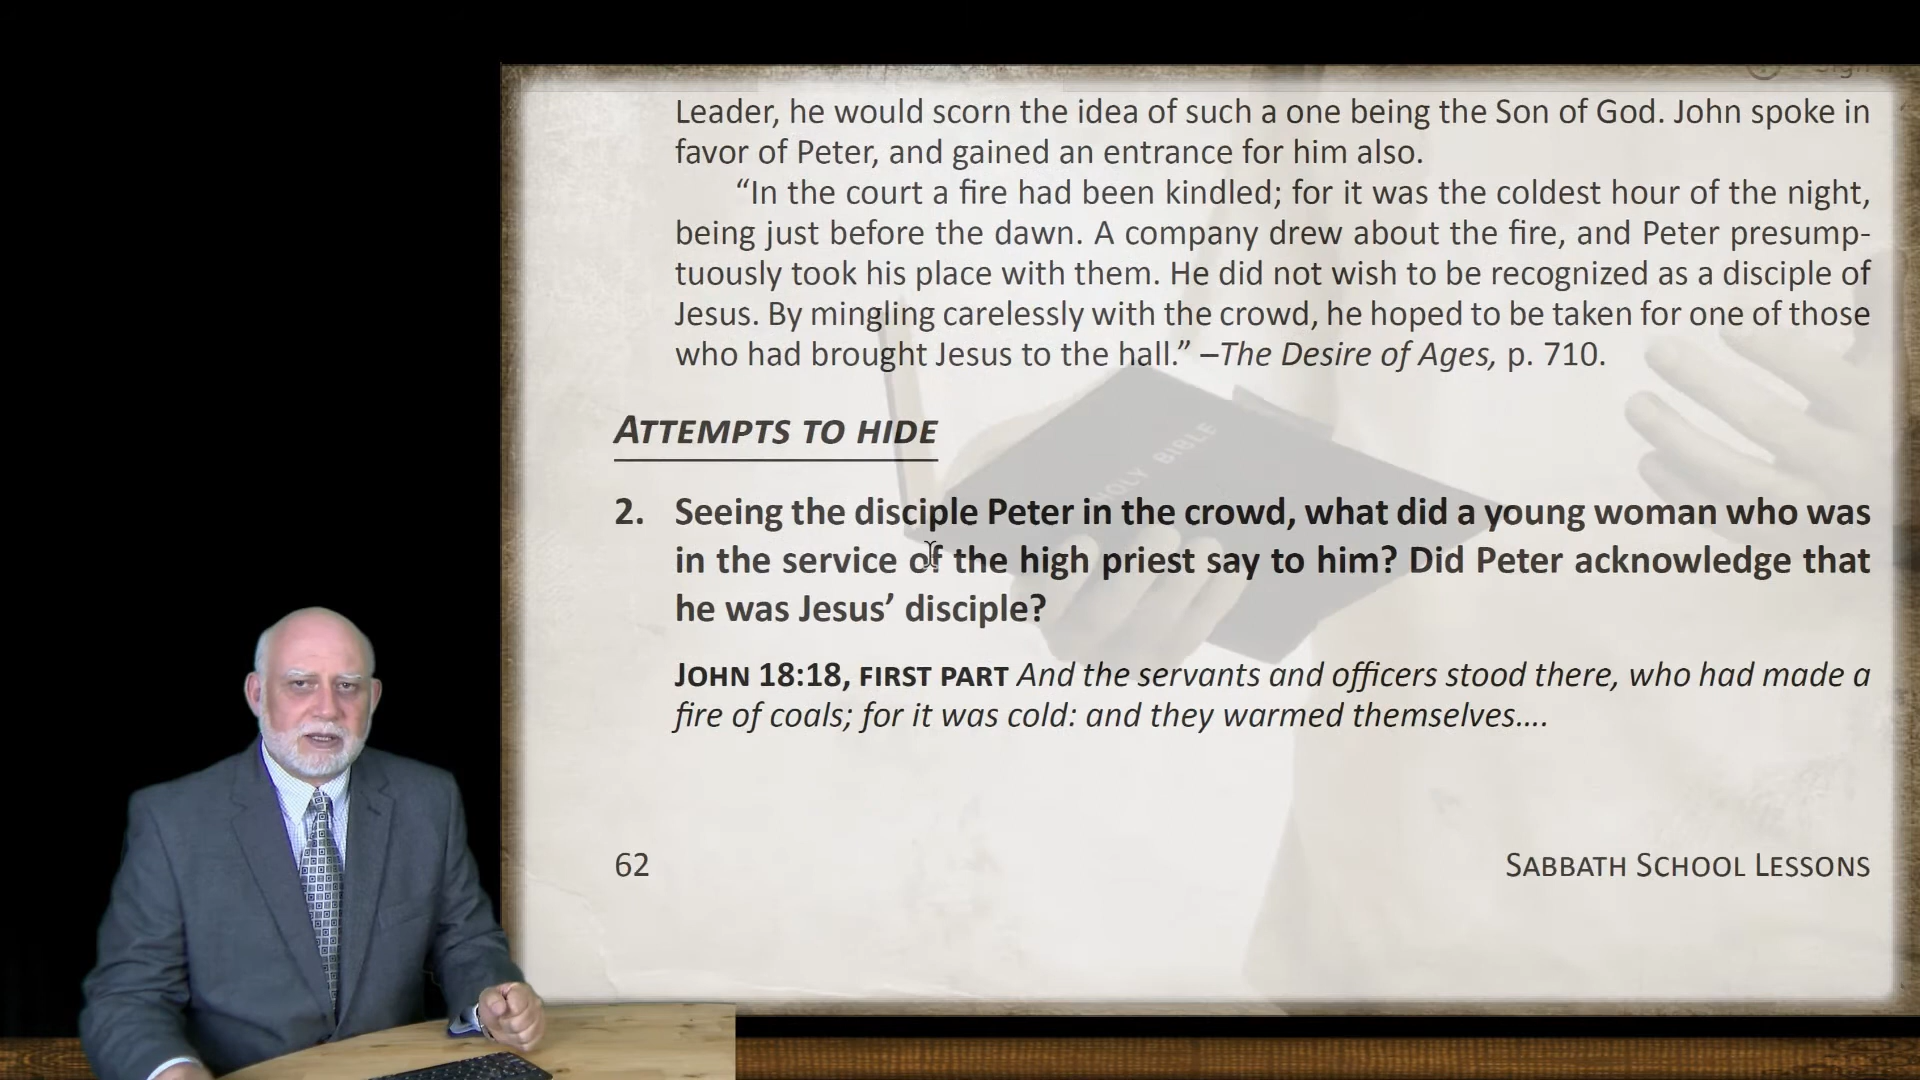 Leader, he would scorn the idea of such a one being the Son of God. John spoke in
favor of Peter, and gained an entrance for him also.
“In the court a fire had been kindled; for it was the coldest hour of the night,
being just before the dawn. A company drew about the fire, and Peter presump-
tuously took his place with them. He did not wish to be recognized as a disciple of
Jesus. By mingling carelessly with the crowd, he hoped to be taken for one of those
who had brought Jesus to the hall.” –The Desire of Ages, p. 710.
ATTEMPTS TO HIDE
HOLY BIBLE
2. Seeing the disciple Peter in the crowd, what did a young woman who was
in the service of the high priest say to him? Did Peter acknowledge that
he was Jesus’ disciple?
JOHN 18:18, FIRST PART And the servants and officers stood there, who had made a
fire of coals; for it was cold: and they warmed themselves....
62
SABBATH SCHOOL LESSONS